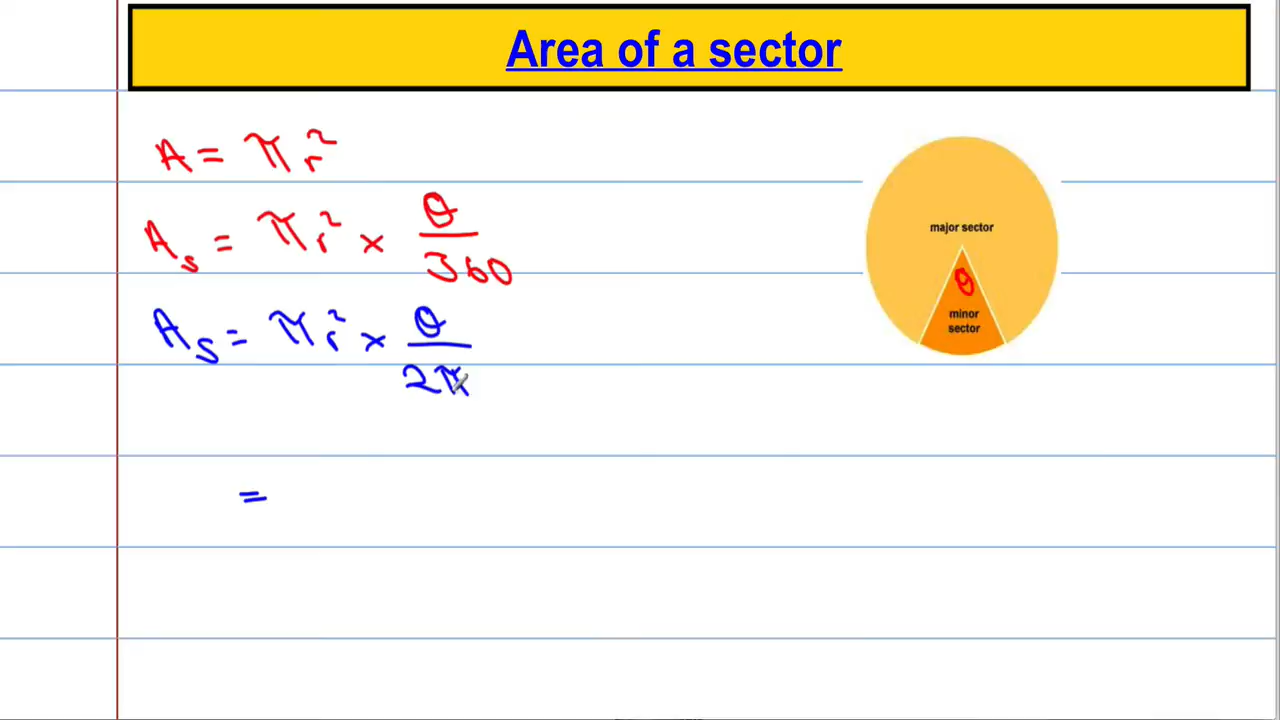 Area of a sector
A = πr²
Aₛ = πr² × θ/360
Aₛ = πr² × θ/2π
=
major sector
θ
minor
sector